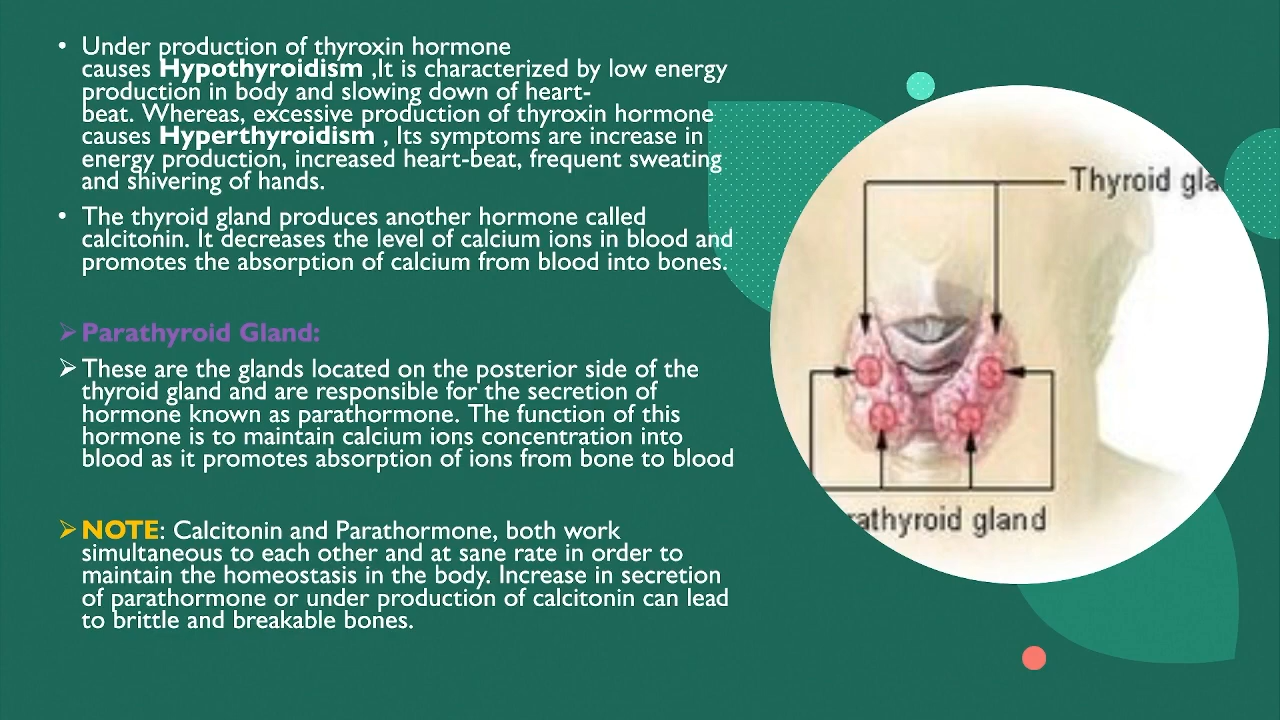 • Under production of thyroxin hormone
causes Hypothyroidism ,It is characterized by low energy
production in body and slowing down of heart-
beat. Whereas, excessive production of thyroxin hormone
causes Hyperthyroidism , Its symptoms are increase in
energy production, increased heart-beat, frequent sweating
and shivering of hands.
• The thyroid gland produces another hormone called
calcitonin. It decreases the level of calcium ions in blood and
promotes the absorption of calcium from blood into bones.
➢ Parathyroid Gland:
➢ These are the glands located on the posterior side of the
thyroid gland and are responsible for the secretion of
hormone known as parathormone. The function of this
hormone is to maintain calcium ions concentration into
blood as it promotes absorption of ions from bone to blood
➢ NOTE: Calcitonin and Parathormone, both work
simultaneous to each other and at sane rate in order to
maintain the homeostasis in the body. Increase in secretion
of parathormone or under production of calcitonin can lead
to brittle and breakable bones.
Thyroid gla
rathyroid gland